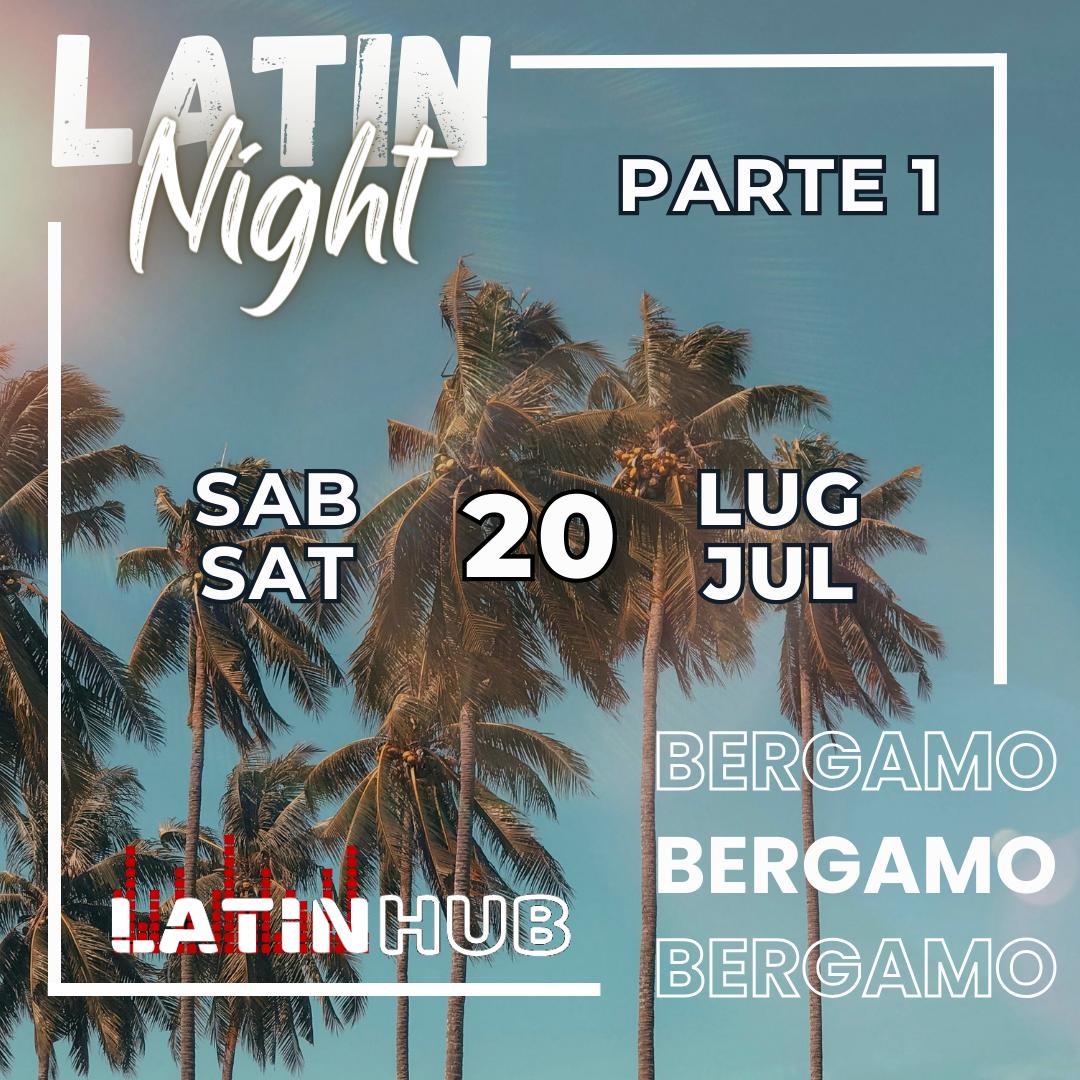 LATIN
Night
PARTE 1
SAB
SAT
20
LUG
JUL
BERGAMO
BERGAMO
BERGAMO
LATINHUB